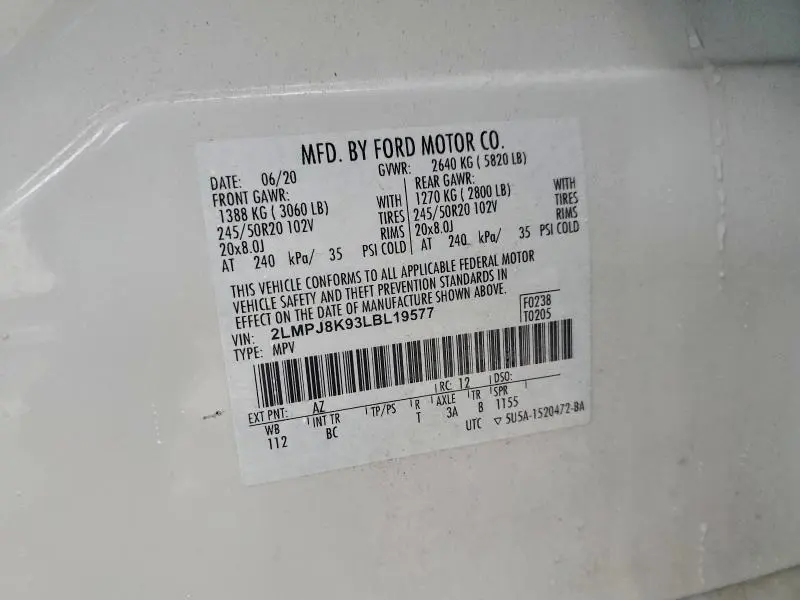 MFD. BY FORD MOTOR CO.
DATE: 06/20 GVWR: 2640 KG ( 5820 LB)
FRONT GAWR: REAR GAWR:
1388 KG ( 3060 LB) WITH 1270 KG ( 2800 LB) WITH
245/50R20 102V TIRES 245/50R20 102V TIRES
20x8.0J RIMS 20x8.0J RIMS
AT 240 kPa/ 35 PSI COLD AT 240 kPa/ 35 PSI COLD
THIS VEHICLE CONFORMS TO ALL APPLICABLE FEDERAL MOTOR
VEHICLE SAFETY AND THEFT PREVENTION STANDARDS IN
EFFECT ON THE DATE OF MANUFACTURE SHOWN ABOVE.
VIN: 2LMPJ8K93LBL19577 F0238
TYPE: MPV T0205
EXT PNT: AZ RC: 12 DSO:
WB INT TR TP/PS R AXLE TR SPR
112 BC T 3A B 1155
UTC ▽ 5U5A-1520472-BA